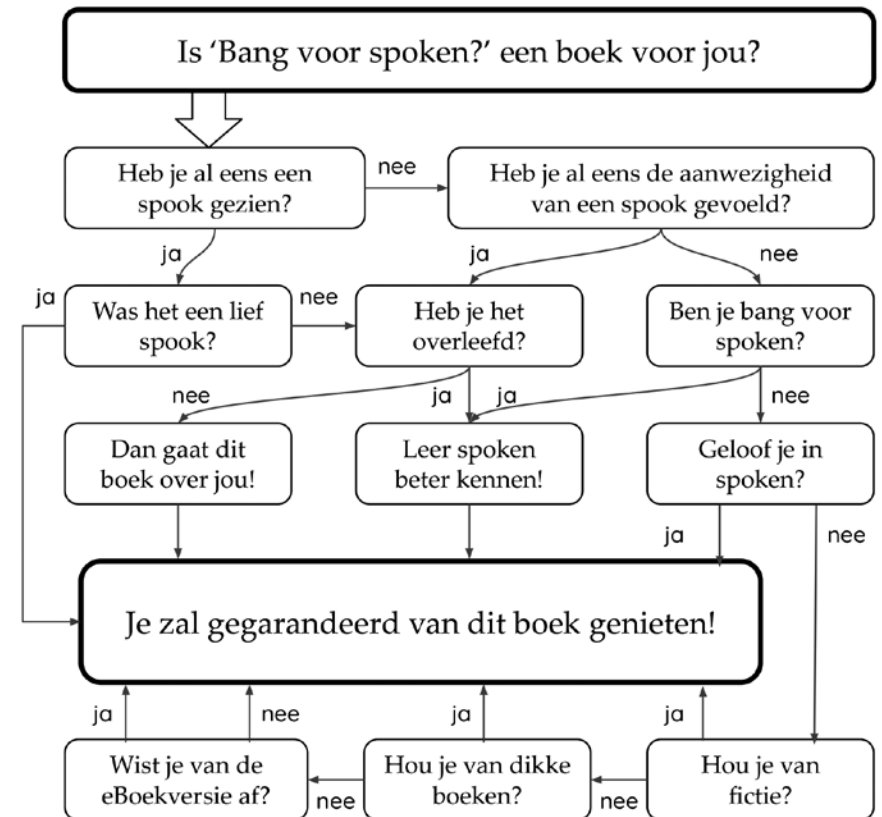 Is ‘Bang voor spoken?’ een boek voor jou?
Heb je al eens een
spook gezien?
nee
Heb je al eens de aanwezigheid
van een spook gevoeld?
ja
ja
nee
ja
Was het een lief
spook?
nee
Heb je het
overleefd?
Ben je bang voor
spoken?
nee
ja
ja
nee
Dan gaat dit
boek over jou!
Leer spoken
beter kennen!
Geloof je in
spoken?
ja
nee
Je zal gegarandeerd van dit boek genieten!
ja
nee
ja
ja
Wist je van de
eBoekversie af?
nee
Hou je van dikke
boeken?
nee
Hou je van
fictie?